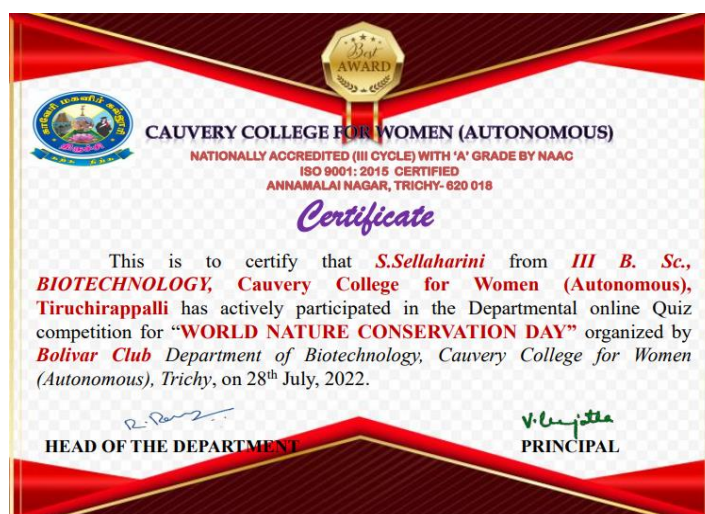 Best
AWARD
காவேரி மகளிர் கல்லூரி
திருச்சி
CAUVERY COLLEGE FOR WOMEN (AUTONOMOUS)
NATIONALLY ACCREDITED (III CYCLE) WITH 'A' GRADE BY NAAC
ISO 9001: 2015 CERTIFIED
ANNAMALAI NAGAR, TRICHY- 620 018
Certificate
This is to certify that S.Sellaharini from III B. Sc.,
BIOTECHNOLOGY, Cauvery College for Women (Autonomous),
Tiruchirappalli has actively participated in the Departmental online Quiz
competition for “WORLD NATURE CONSERVATION DAY” organized by
Bolivar Club Department of Biotechnology, Cauvery College for Women
(Autonomous), Trichy, on 28th July, 2022.
HEAD OF THE DEPARTMENT
PRINCIPAL